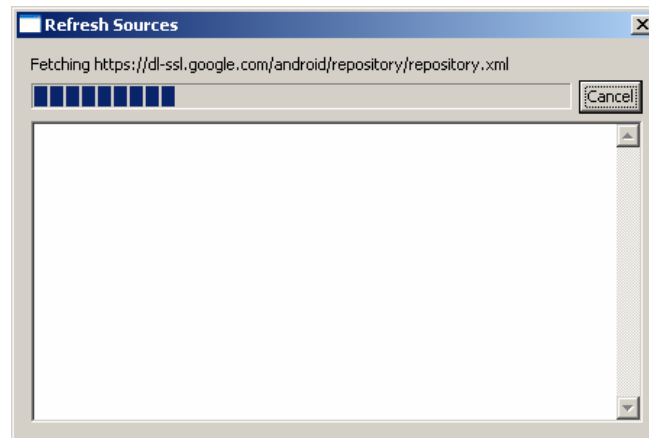 Refresh Sources
Fetching https://dl-ssl.google.com/android/repository/repository.xml
Cancel